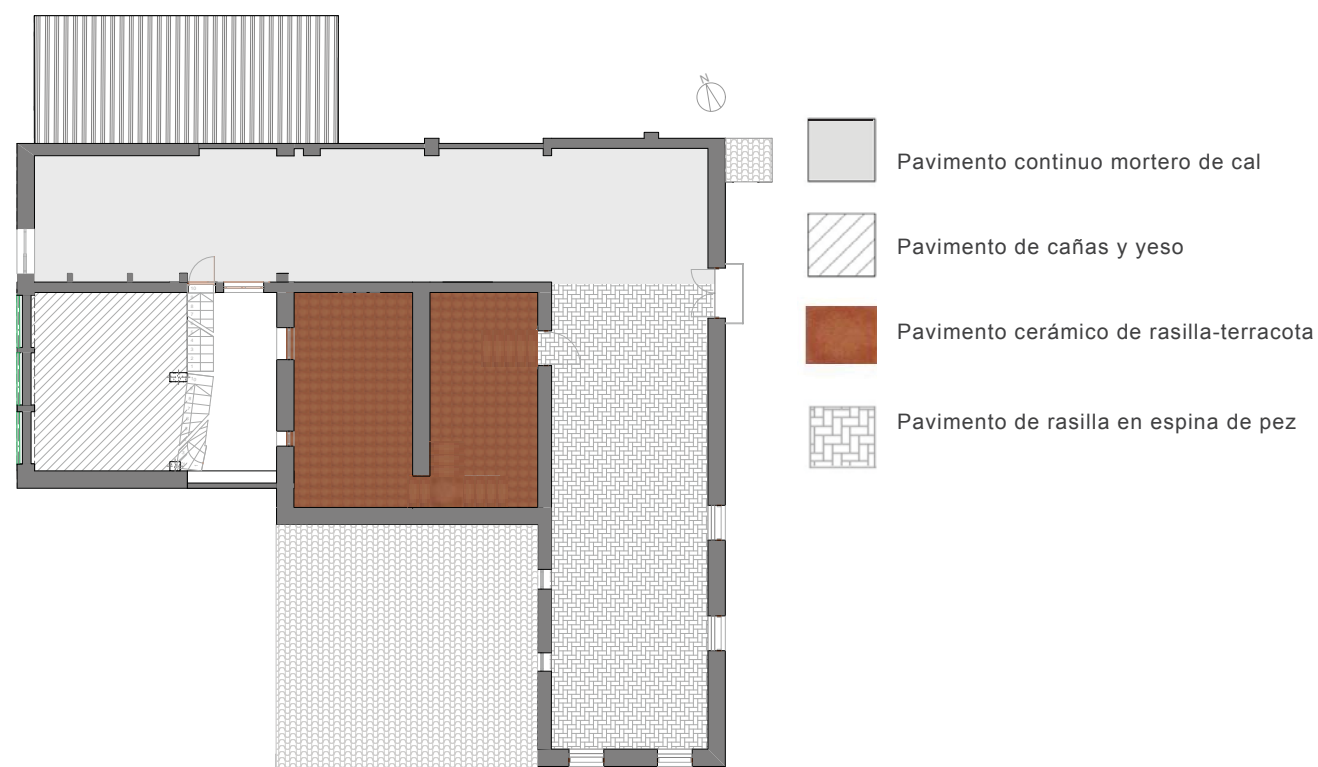 N
Pavimento continuo mortero de cal
Pavimento de cañas y yeso
Pavimento cerámico de rasilla-terracota
Pavimento de rasilla en espina de pez